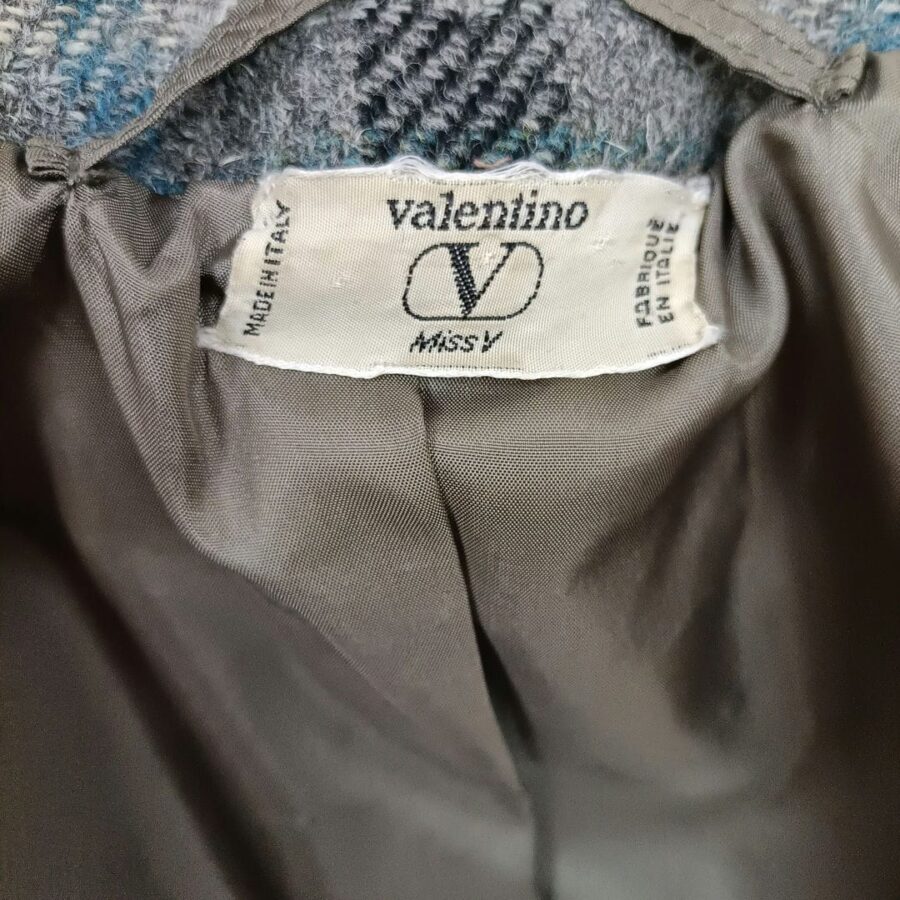 valentino
V
Miss V
MADE IN ITALY
FABRIQUÉ
EN ITALIE